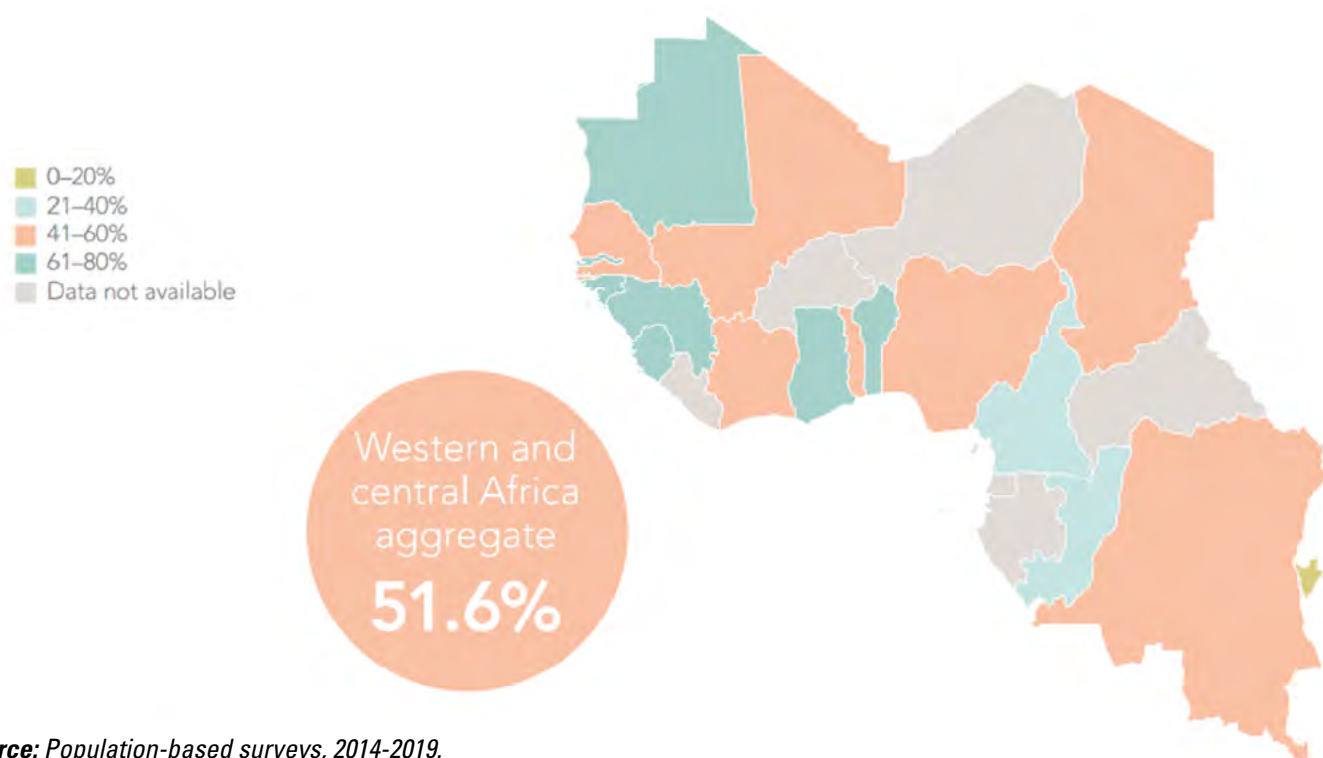 0–20%
21–40%
41–60%
61–80%
Data not available
Western and
central Africa
aggregate
51.6%
rce: Population-based surveys, 2014-2019.